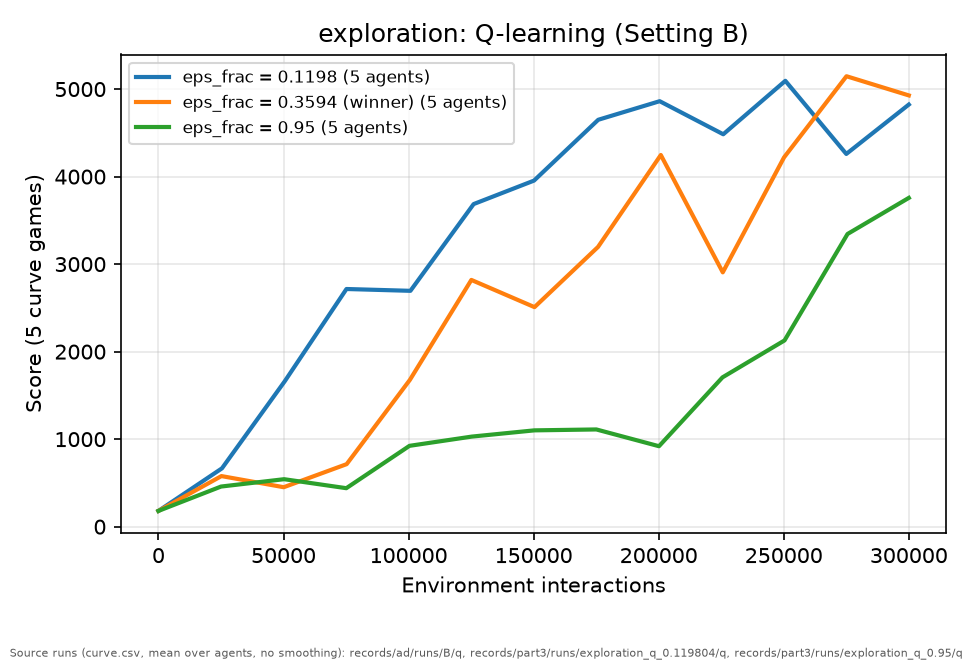 exploration: Q-learning (Setting B)
eps_frac = 0.1198 (5 agents)
eps_frac = 0.3594 (winner) (5 agents)
eps_frac = 0.95 (5 agents)
Score (5 curve games)
5000
4000
3000
2000
1000
0
0 50000 100000 150000 200000 250000 300000
Environment interactions
Source runs (curve.csv, mean over agents, no smoothing): records/ad/runs/B/q, records/part3/runs/exploration_q_0.119804/q, records/part3/runs/exploration_q_0.95/q